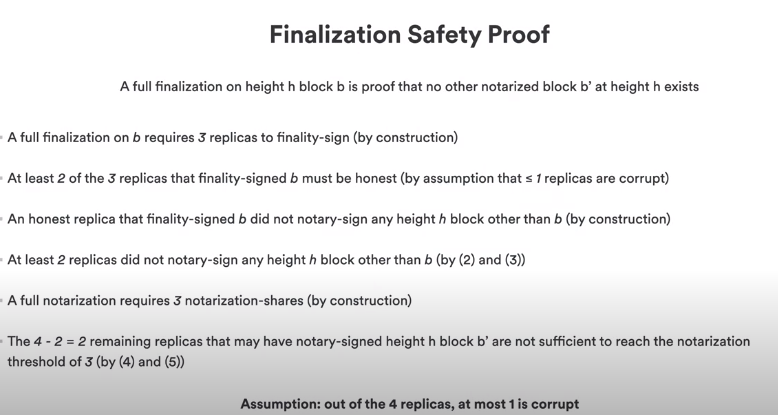 Finalization Safety Proof
A full finalization on height h block b is proof that no other notarized block b' at height h exists
A full finalization on b requires 3 replicas to finality-sign (by construction)
At least 2 of the 3 replicas that finality-signed b must be honest (by assumption that ≤ 1 replicas are corrupt)
An honest replica that finality-signed b did not notary-sign any height h block other than b (by construction)
At least 2 replicas did not notary-sign any height h block other than b (by (2) and (3))
A full notarization requires 3 notarization-shares (by construction)
The 4 - 2 = 2 remaining replicas that may have notary-signed height h block b' are not sufficient to reach the notarization
threshold of 3 (by (4) and (5))
Assumption: out of the 4 replicas, at most 1 is corrupt